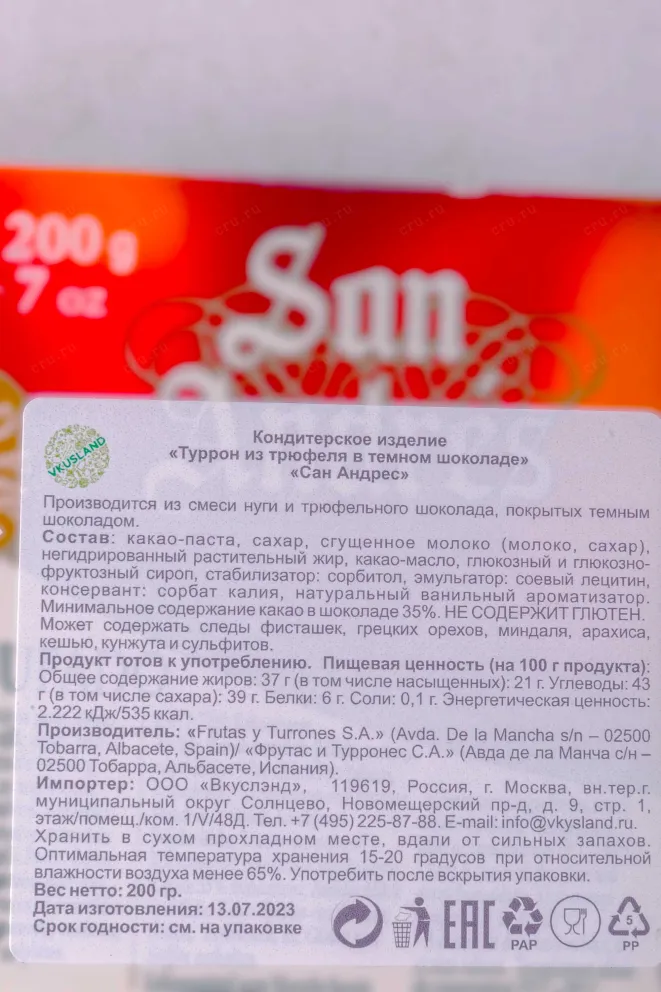 200 g
7 oz
San
Andrés
VKUSLAND
Кондитерское изделие
«Туррон из трюфеля в темном шоколаде»
«Сан Андрес»
Производится из смеси нуги и трюфельного шоколада, покрытых темным
шоколадом.
Состав: какао-паста, сахар, сгущенное молоко (молоко, сахар),
негидрированный растительный жир, какао-масло, глюкозный и глюкозно-
фруктозный сироп, стабилизатор: сорбитол, эмульгатор: соевый лецитин,
консервант: сорбат калия, натуральный ванильный ароматизатор.
Минимальное содержание какао в шоколаде 35%. НЕ СОДЕРЖИТ ГЛЮТЕН.
Может содержать следы фисташек, грецких орехов, миндаля, арахиса,
кешью, кунжута и сульфитов.
Продукт готов к употреблению. Пищевая ценность (на 100 г продукта):
Общее содержание жиров: 37 г (в том числе насыщенных): 21 г. Углеводы: 43
г (в том числе сахара): 39 г. Белки: 6 г. Соли: 0,1 г. Энергетическая ценность:
2.222 кДж/535 ккал.
Производитель: «Frutas y Turrones S.A.» (Avda. De la Mancha s/n – 02500
Tobarra, Albacete, Spain)/ «Фрутас и Турронес С.А.» (Авда де ла Манча с/н –
02500 Тобарра, Альбасете, Испания).
Импортер: ООО «Вкуслэнд», 119619, Россия, г. Москва, вн.тер.г.
муниципальный округ Солнцево, Новомещерский пр-д, д. 9, стр. 1,
этаж/помещ./ком. 1/V/48Д. Тел. +7 (495) 225-87-88. E-mail: info@vkysland.ru.
Хранить в сухом прохладном месте, вдали от сильных запахов.
Оптимальная температура хранения 15-20 градусов при относительной
влажности воздуха менее 65%. Употребить после вскрытия упаковки.
Вес нетто: 200 гр.
Дата изготовления: 13.07.2023
Срок годности: см. на упаковке
EAC
PAP
5
PP